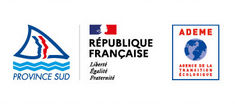 PROVINCE SUD
RÉPUBLIQUE
FRANÇAISE
Liberté
Égalité
Fraternité
ADEME
AGENCE DE LA
TRANSITION
ÉCOLOGIQUE